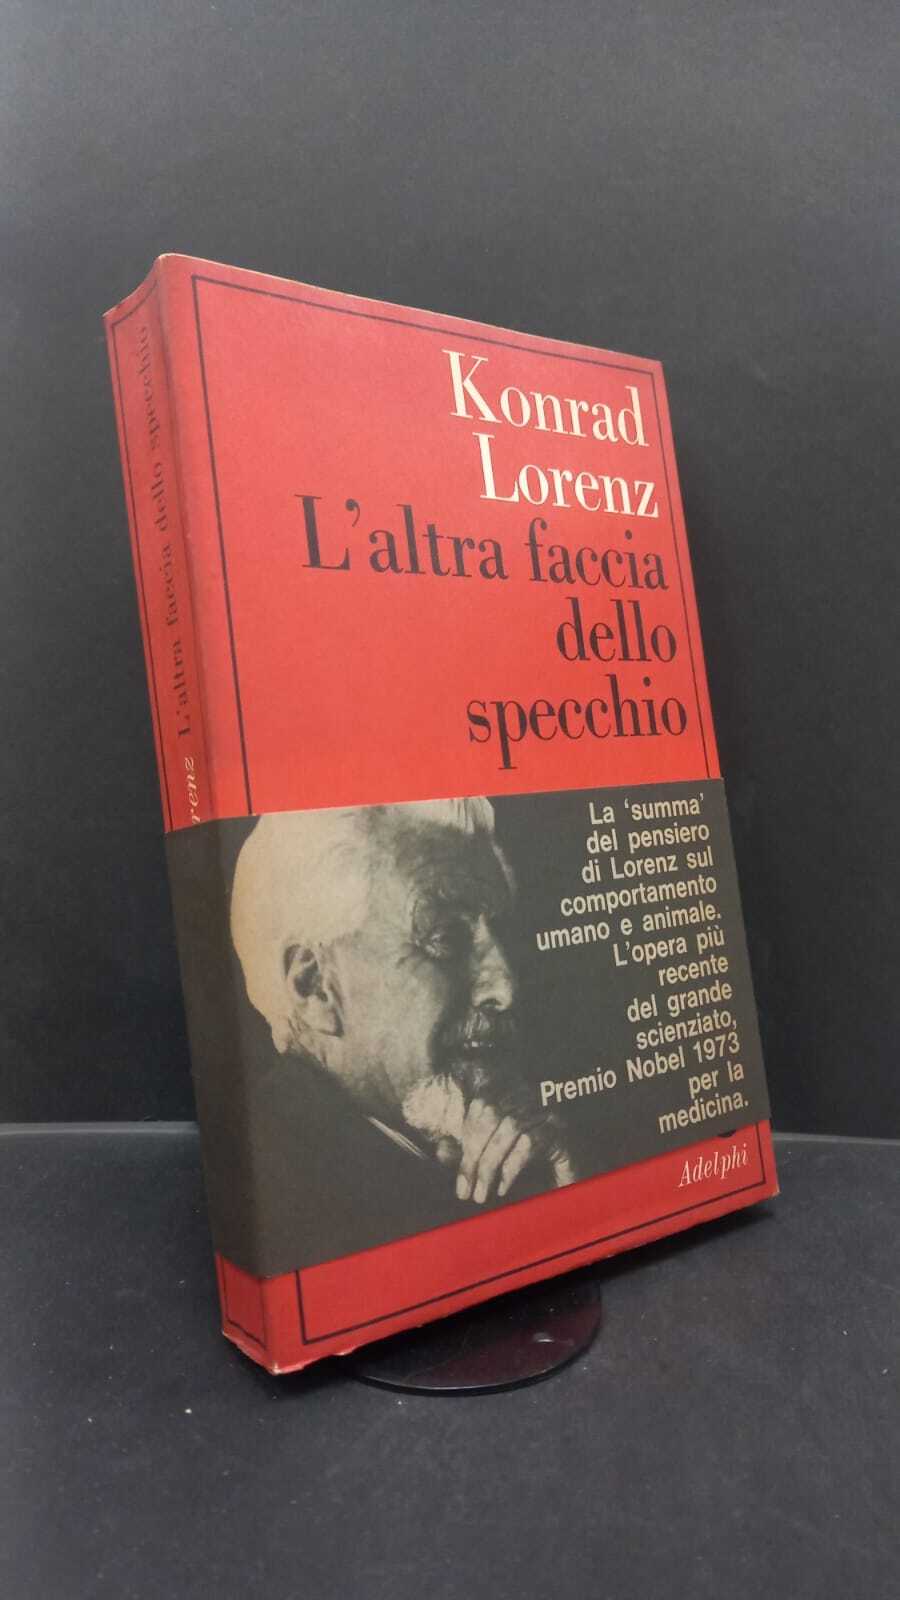 Konrad
Lorenz
L'altra faccia
dello
specchio
La 'summa'
del pensiero
di Lorenz sul
comportamento
umano e animale.
L'opera più
recente
del grande
scienziato,
Premio Nobel 1973
per la
medicina.
Adelphi
L'altra faccia dello specchio